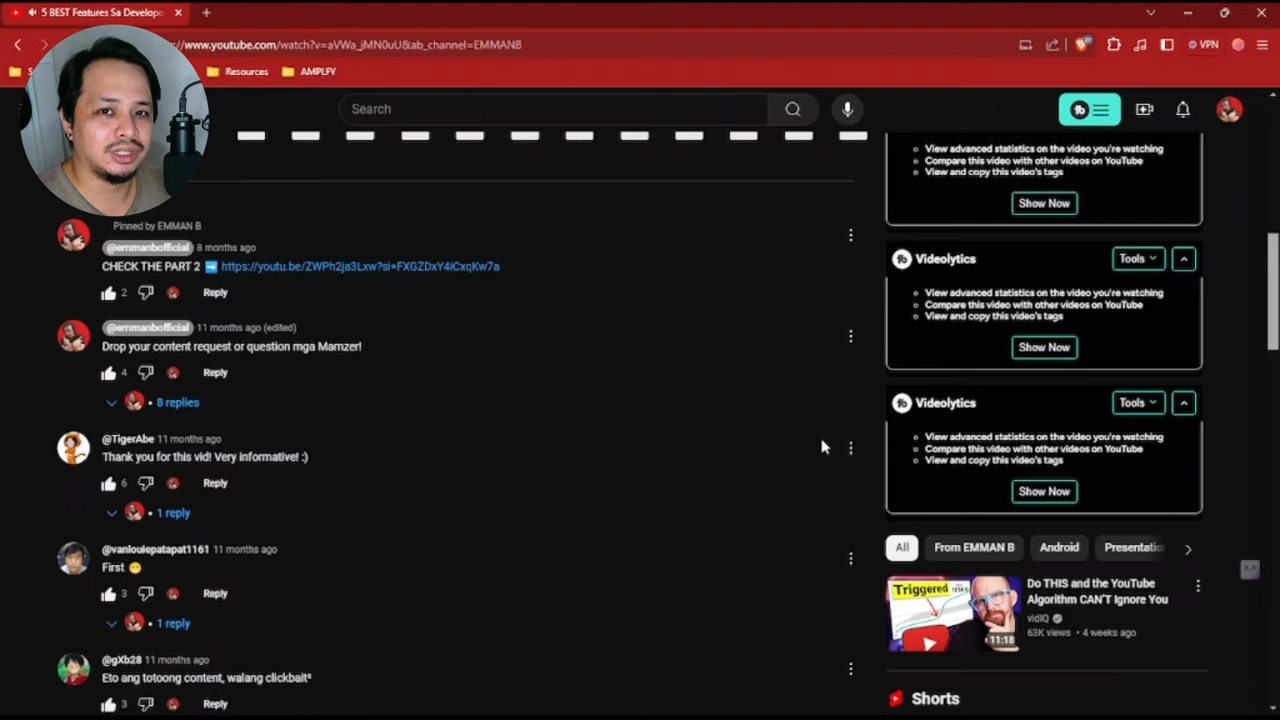 5 BEST Features Sa Develope
www.youtube.com/watch?v=aVWa_jMN0uU&ab_channel=EMMANB
VPN
Resources
AMPLFY
Search
Pinned by EMMAN B
@emmanbofficial 8 months ago
CHECK THE PART 2 ➡️ https://youtu.be/ZWPh2ja3Lxw?si=FXGZDxY4iCxqKw7a
2 Reply
@emmanbofficial 11 months ago (edited)
Drop your content request or question mga Mamzer!
4 Reply
• 8 replies
@TigerAbe 11 months ago
Thank you for this vid! Very informative! :)
6 Reply
• 1 reply
@vanlouiepatapat1161 11 months ago
First 😁
3 Reply
• 1 reply
@gXb28 11 months ago
Eto ang totoong content, walang clickbait"
3 Reply
View advanced statistics on the video you're watching
Compare this video with other videos on YouTube
View and copy this video's tags
Show Now
Videolytics Tools
View advanced statistics on the video you're watching
Compare this video with other videos on YouTube
View and copy this video's tags
Show Now
Videolytics Tools
View advanced statistics on the video you're watching
Compare this video with other videos on YouTube
View and copy this video's tags
Show Now
All From EMMAN B Android Presentatio
Triggered
11:18
Do THIS and the YouTube
Algorithm CAN'T Ignore You
vidIQ
63K views • 4 weeks ago
Shorts